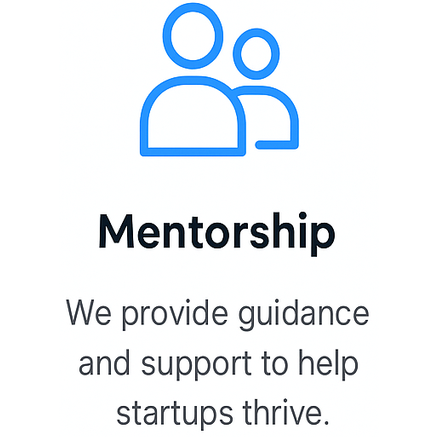 Mentorship
We provide guidance
and support to help
startups thrive.